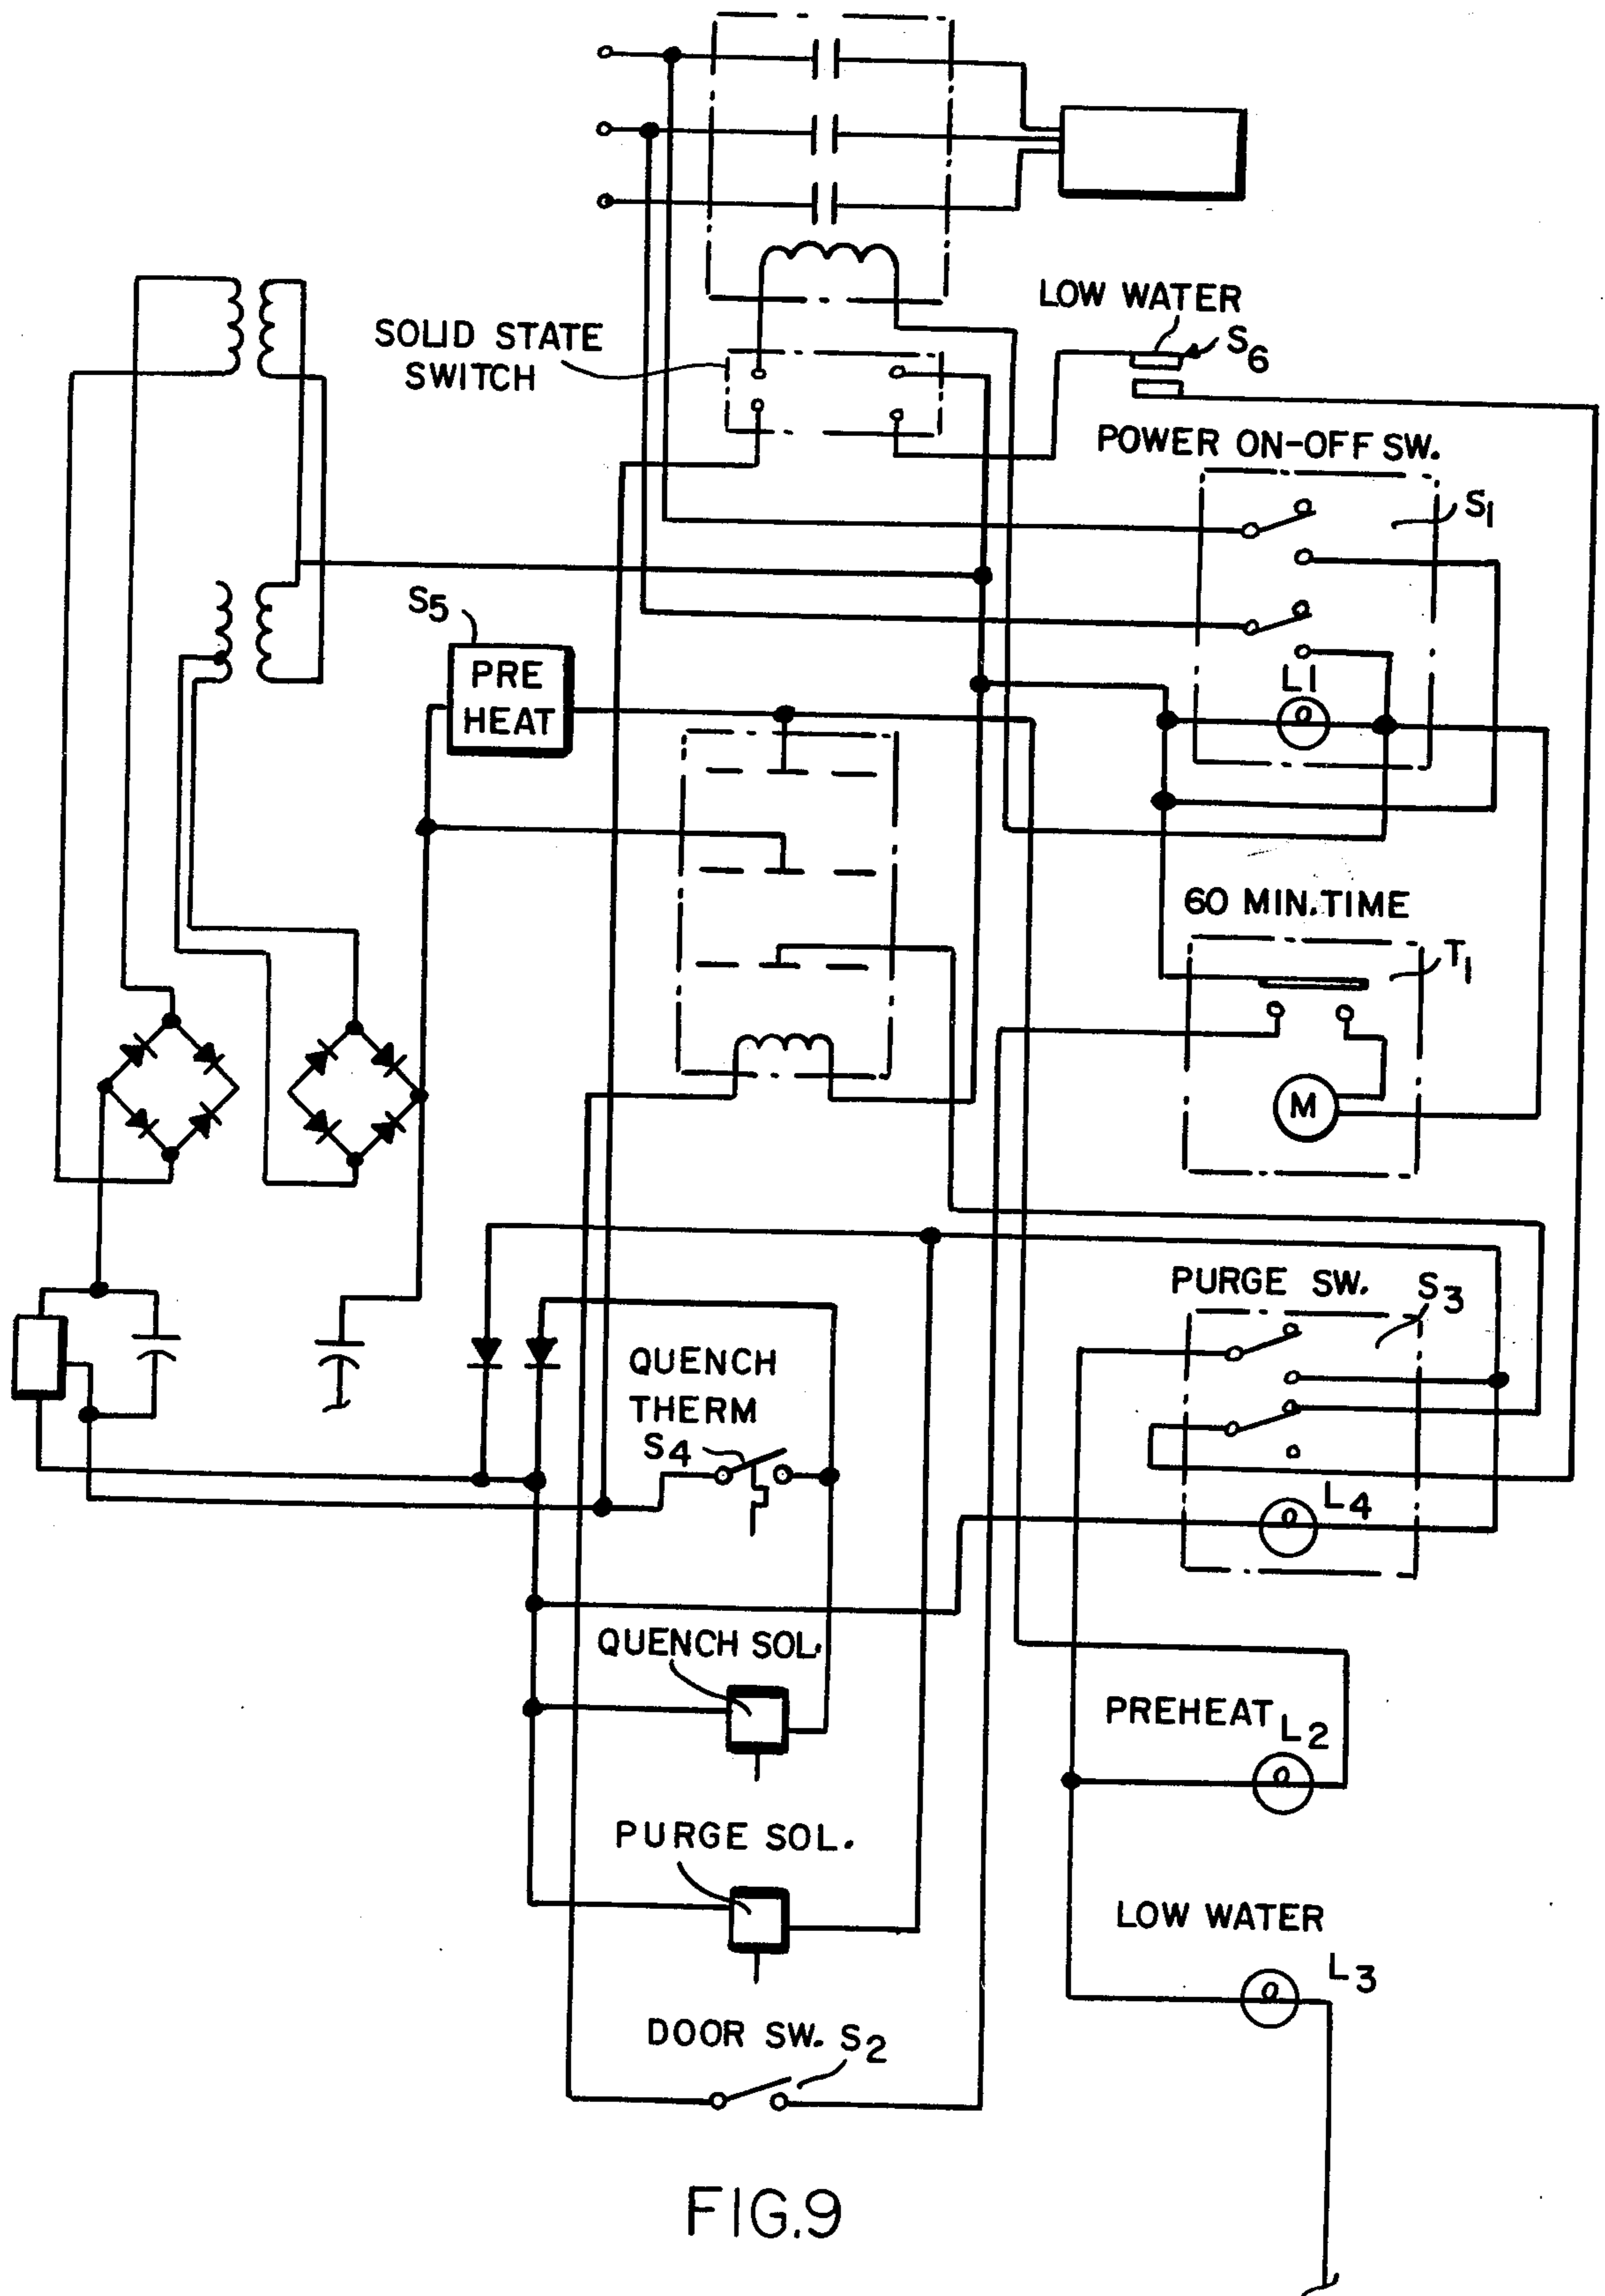 LOW WATER
S6
SOLID STATE
SWITCH
POWER ON-OFF SW.
S1
S5
PRE
HEAT
L1
60 MIN. TIME
T1
M
PURGE SW.
S3
QUENCH
THERM
S4
L4
QUENCH SOL.
PREHEAT
L2
PURGE SOL.
LOW WATER
L3
DOOR SW. S2
FIG.9